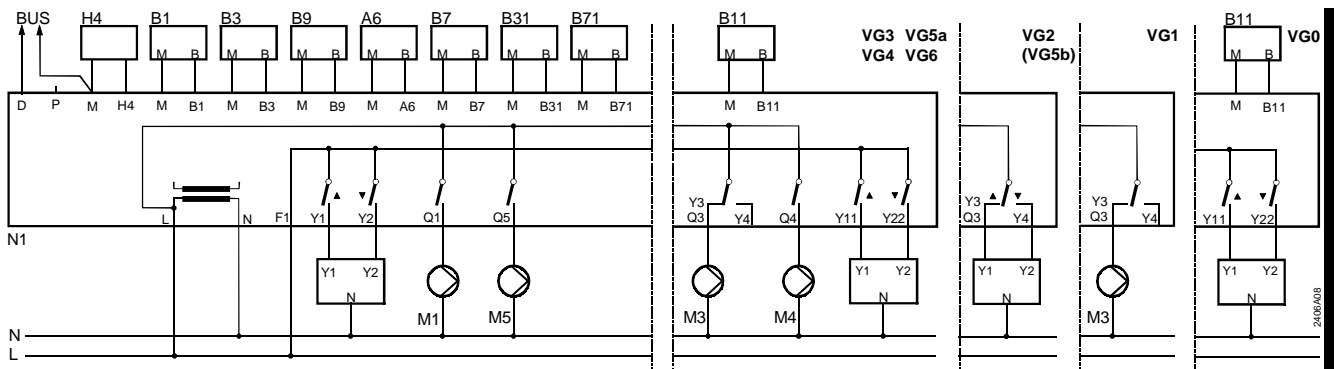 BUS H4 B1 B3 B9 A6 B7 B31 B71 B11 VG3 VG5a VG2 VG1 B11 VG0
VG4 VG6 (VG5b)
M B M B M B M B M B M B M B M B M B
D P M H4 M B1 M B3 M B9 M A6 M B7 M B31 M B71 M B11 M B11
Y3 Y3 Y3
L N F1 Y1 Y2 Q1 Q5 Q3 Y4 Q4 Y11 Y22 Q3 Y4 Q3 Y4 Y11 Y22
N1
Y1 Y2 Y1 Y2 Y1 Y2 Y1 Y2
N N N N
M1 M5 M3 M4 M3
2406A08
N
L